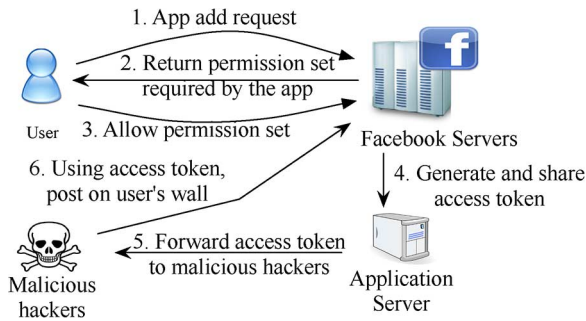 1. App add request
2. Return permission set
required by the app
User
3. Allow permission set
Facebook Servers
6. Using access token,
post on user's wall
4. Generate and share
access token
5. Forward access token
to malicious hackers
Malicious
hackers
Application
Server
f